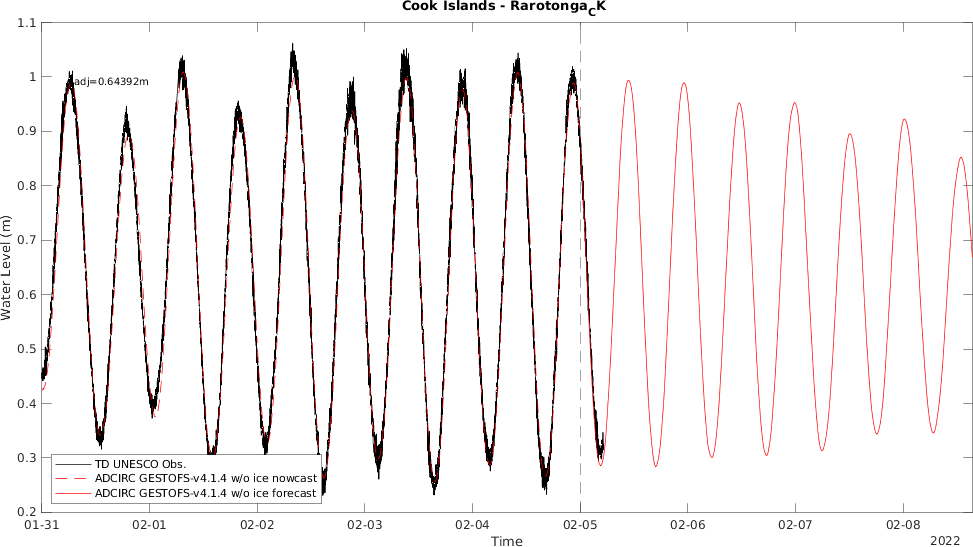 Cook Islands - Rarotonga_CK
1.1
1
0.9
0.8
0.7
0.6
0.5
0.4
0.3
0.2
Water Level (m)
adj=0.64392m
TD UNESCO Obs.
ADCIRC GESTOFS-v4.1.4 w/o ice nowcast
ADCIRC GESTOFS-v4.1.4 w/o ice forecast
01-31 02-01 02-02 02-03 02-04 02-05 02-06 02-07 02-08
Time
2022